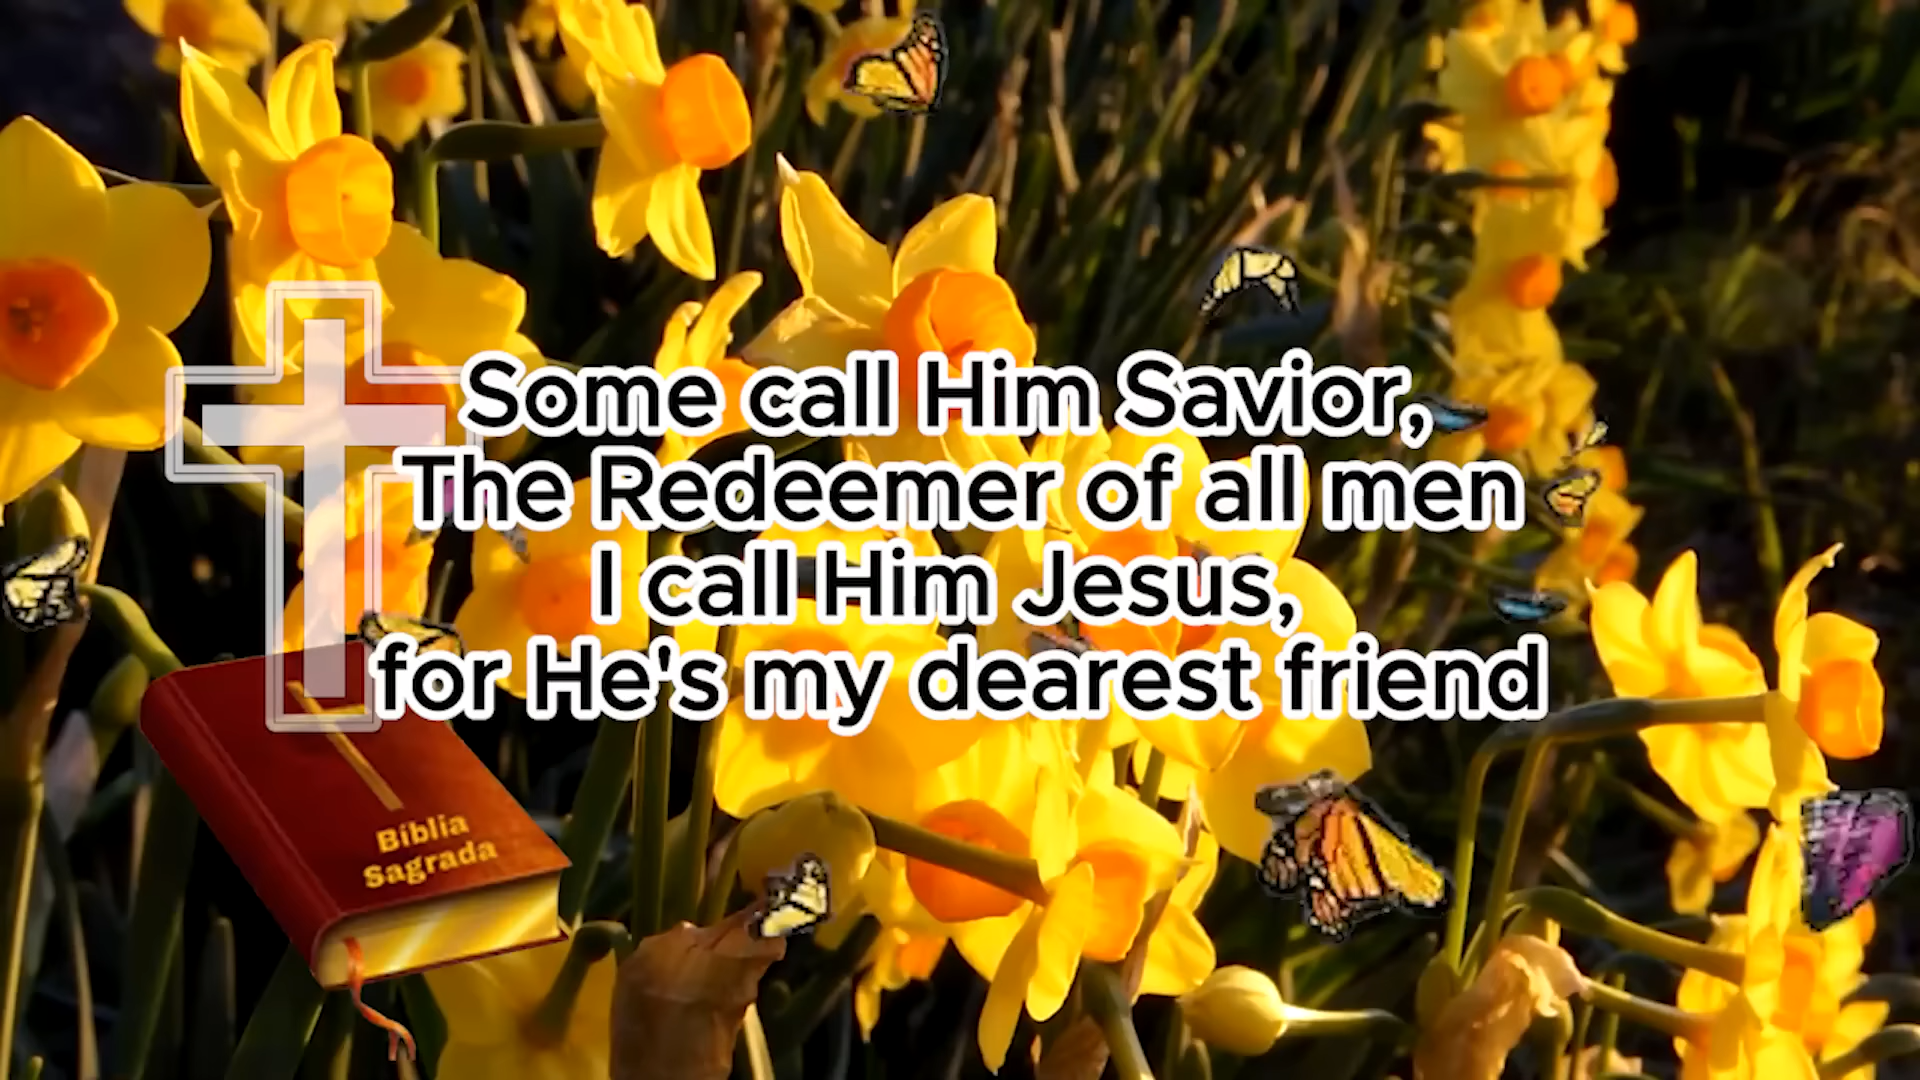 Some call Him Savior,
The Redeemer of all men
I call Him Jesus,
for He's my dearest friend
Bíblia
Sagrada